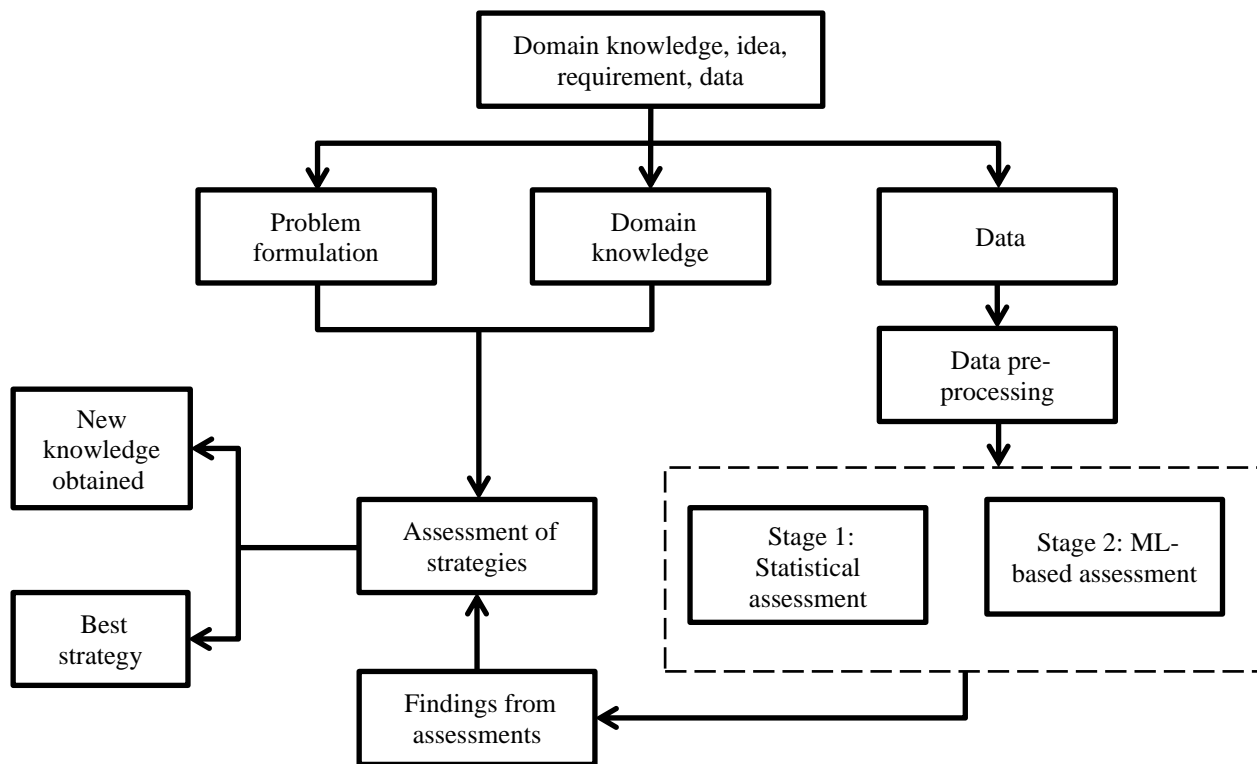 Domain knowledge, idea,
requirement, data
Problem
formulation
Domain
knowledge
Data
Data pre-
processing
New
knowledge
obtained
Assessment of
strategies
Stage 1:
Statistical
assessment
Stage 2: ML-
based assessment
Best
strategy
Findings from
assessments